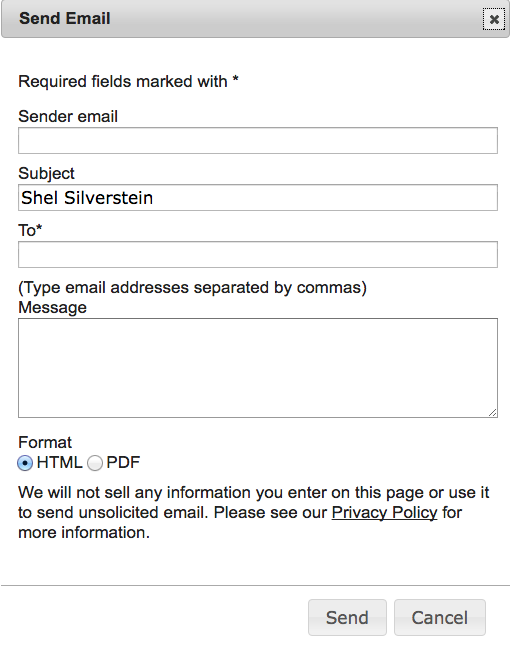 Send Email
Required fields marked with *
Sender email
Subject
Shel Silverstein
To*
(Type email addresses separated by commas)
Message
Format
HTML PDF
We will not sell any information you enter on this page or use it
to send unsolicited email. Please see our Privacy Policy for
more information.
Send Cancel